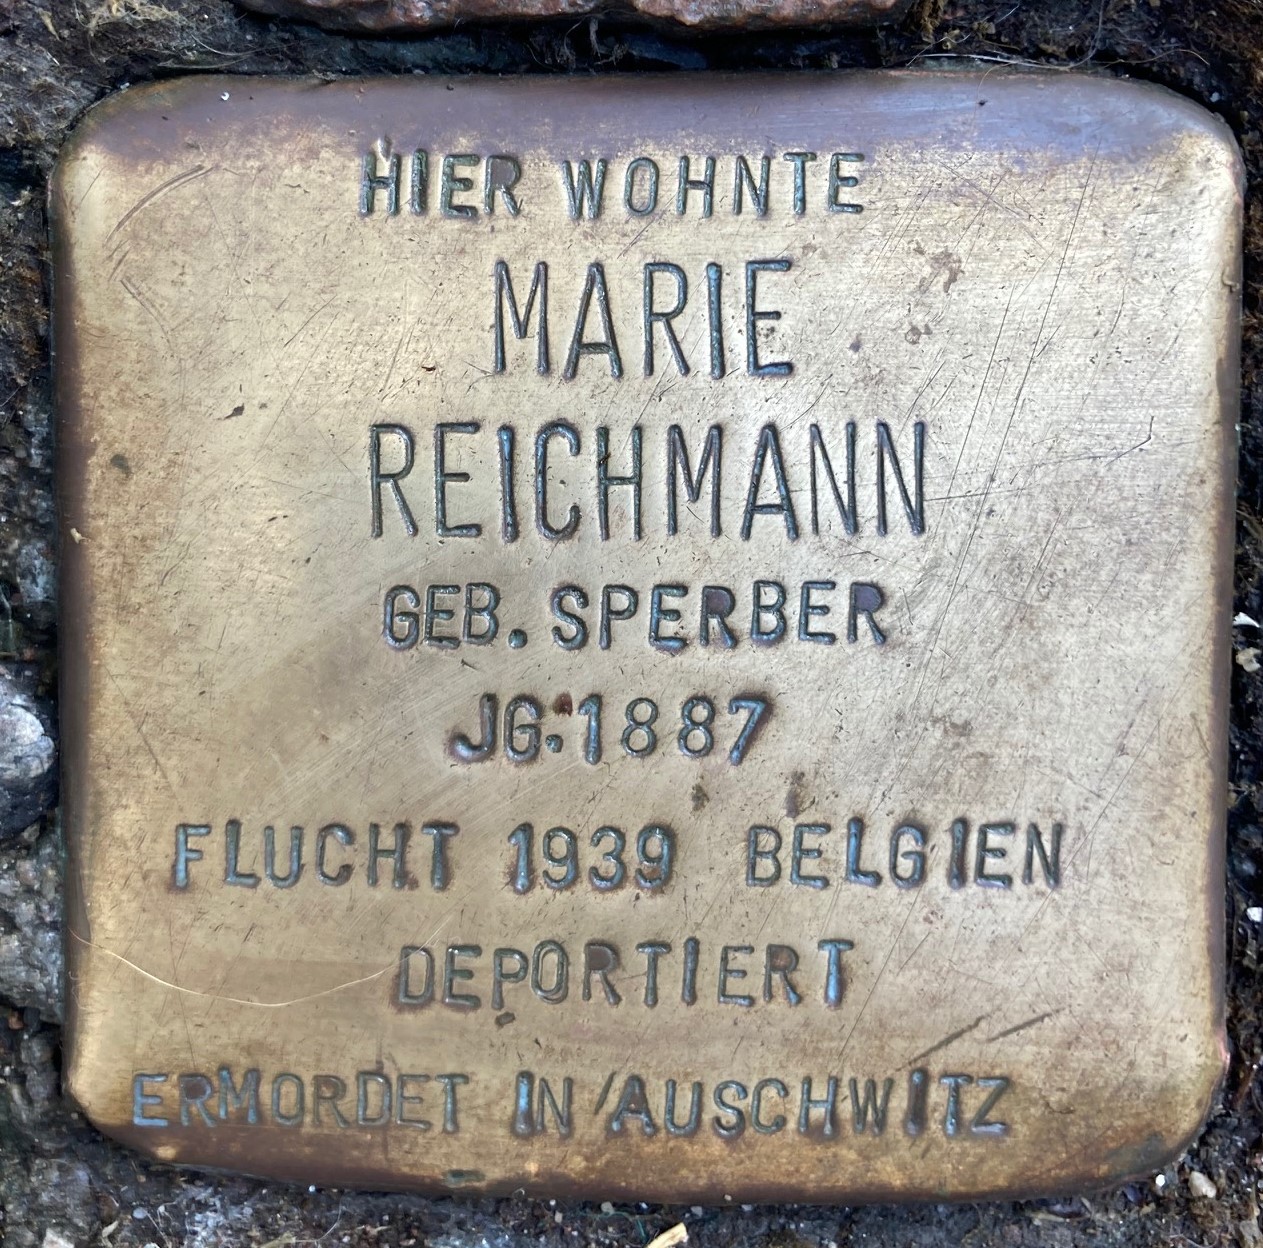 HIER WOHNTE
MARIE
REICHMANN
GEB. SPERBER
JG. 1887
FLUCHT 1939 BELGIEN
DEPORTIERT
ERMORDET IN AUSCHWITZ